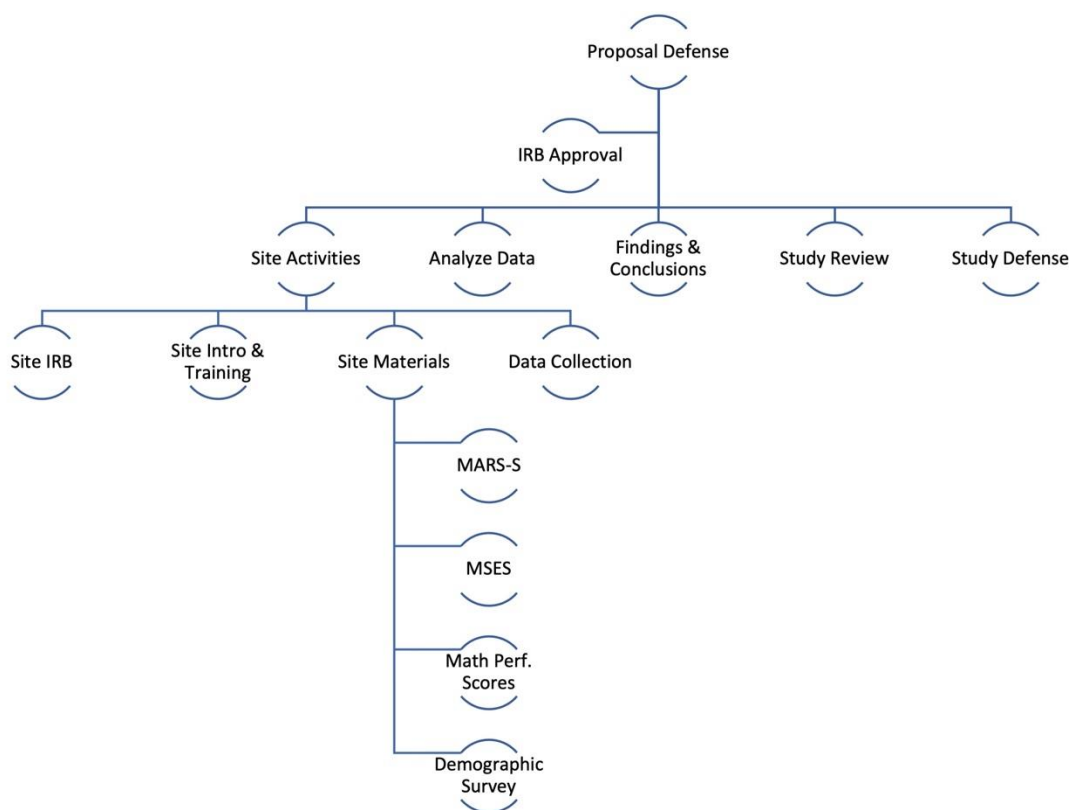 Proposal Defense
IRB Approval
Site Activities
Analyze Data
Findings &
Conclusions
Study Review
Study Defense
Site IRB
Site Intro &
Training
Site Materials
Data Collection
MARS-S
MSES
Math Perf.
Scores
Demographic
Survey